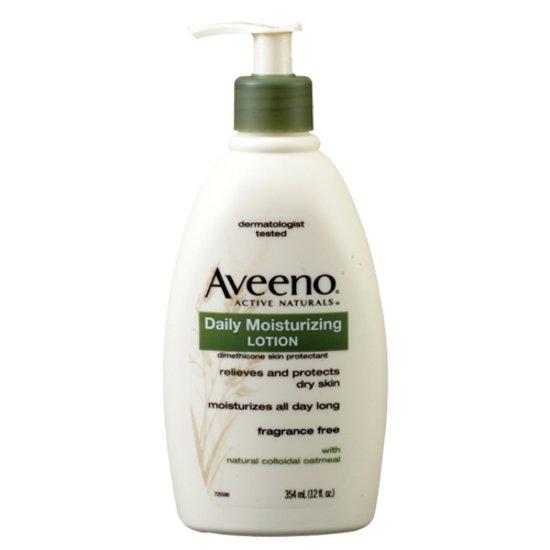 dermatologist
tested
Aveeno®
ACTIVE NATURALS™
Daily Moisturizing
LOTION
dimethicone skin protectant
relieves and protects
dry skin
moisturizes all day long
fragrance free
with
natural colloidal oatmeal
354 mL (12 fl. oz.)